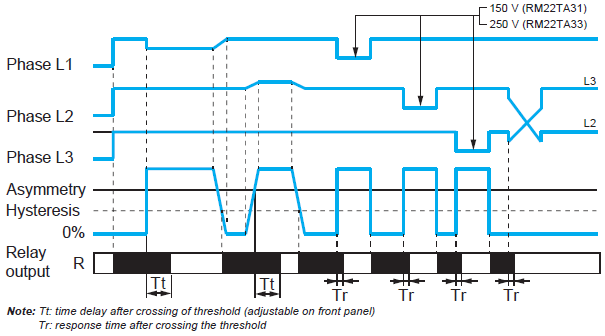 150 V (RM22TA31)
250 V (RM22TA33)
Phase L1
L3
Phase L2
L2
Phase L3
Asymmetry
Hysteresis
0%
Relay
output R
Tt Tt Tr Tr Tr Tr
Note: Tt: time delay after crossing of threshold (adjustable on front panel)
Tr: response time after crossing the threshold